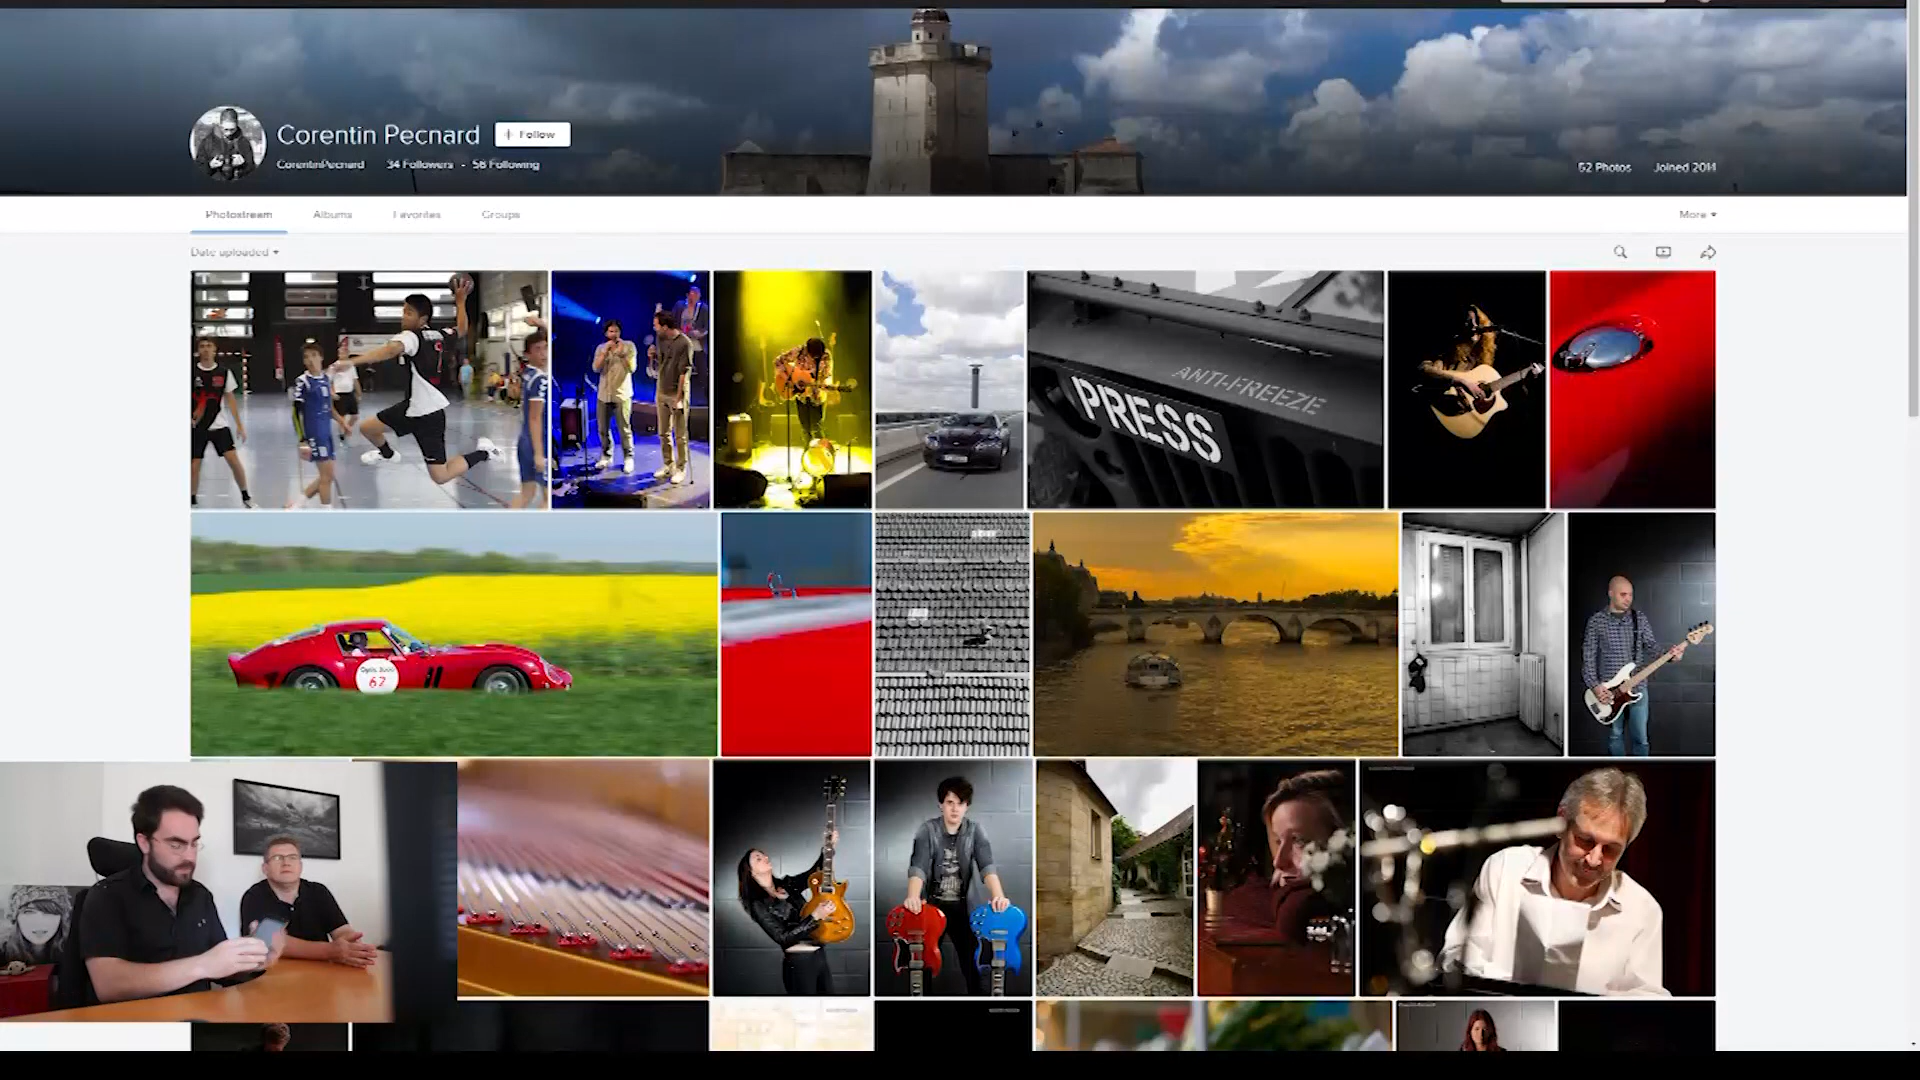 Corentin Pecnard
+ Follow
CorentinPecnard
34 Followers - 56 Following
52 Photos
Joined 2014
Photostream
Albums
Favorites
Groups
More
Date uploaded
ANTI-FREEZE
PRESS
67